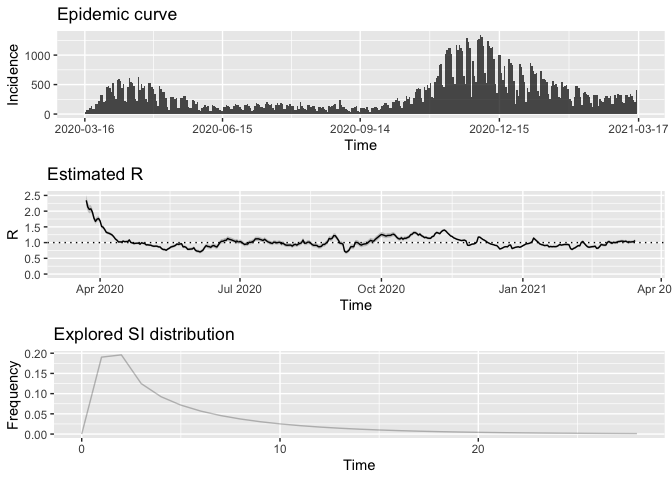 Epidemic curve
Incidence
1000
500
0
2020-03-16 2020-06-15 2020-09-14 2020-12-15 2021-03-17
Time
Estimated R
R
2.5
2.0
1.5
1.0
0.5
0.0
Apr 2020 Jul 2020 Oct 2020 Jan 2021 Apr 20
Time
Explored SI distribution
Frequency
0.20
0.15
0.10
0.05
0.00
0 10 20
Time